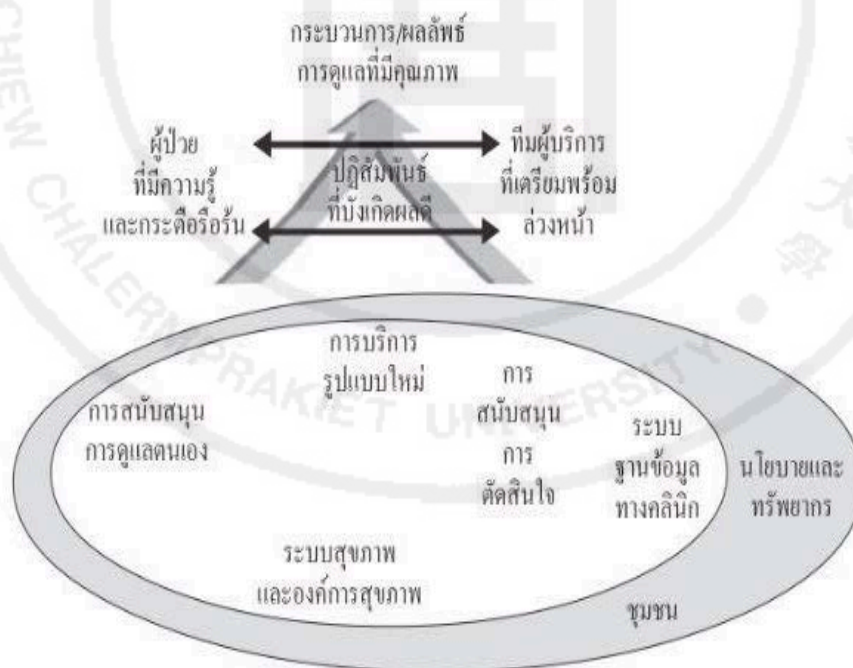 กระบวนการ/ผลลัพธ์
การดูแลที่มีคุณภาพ
ผู้ป่วย
ที่มีความรู้
และกระตือรือร้น
ปฏิสัมพันธ์
ที่บังเกิดผลดี
ทีมผู้บริการ
ที่เตรียมพร้อม
ล่วงหน้า
การบริการ
รูปแบบใหม่
การสนับสนุน
การดูแลตนเอง
การ
สนับสนุน
การ
ตัดสินใจ
ระบบ
ฐานข้อมูล
ทางคลินิก
นโยบายและ
ทรัพยากร
ระบบสุขภาพ
และองค์การสุขภาพ
ชุมชน
CHIEW CHALERMPRAKIET UNIVERSITY